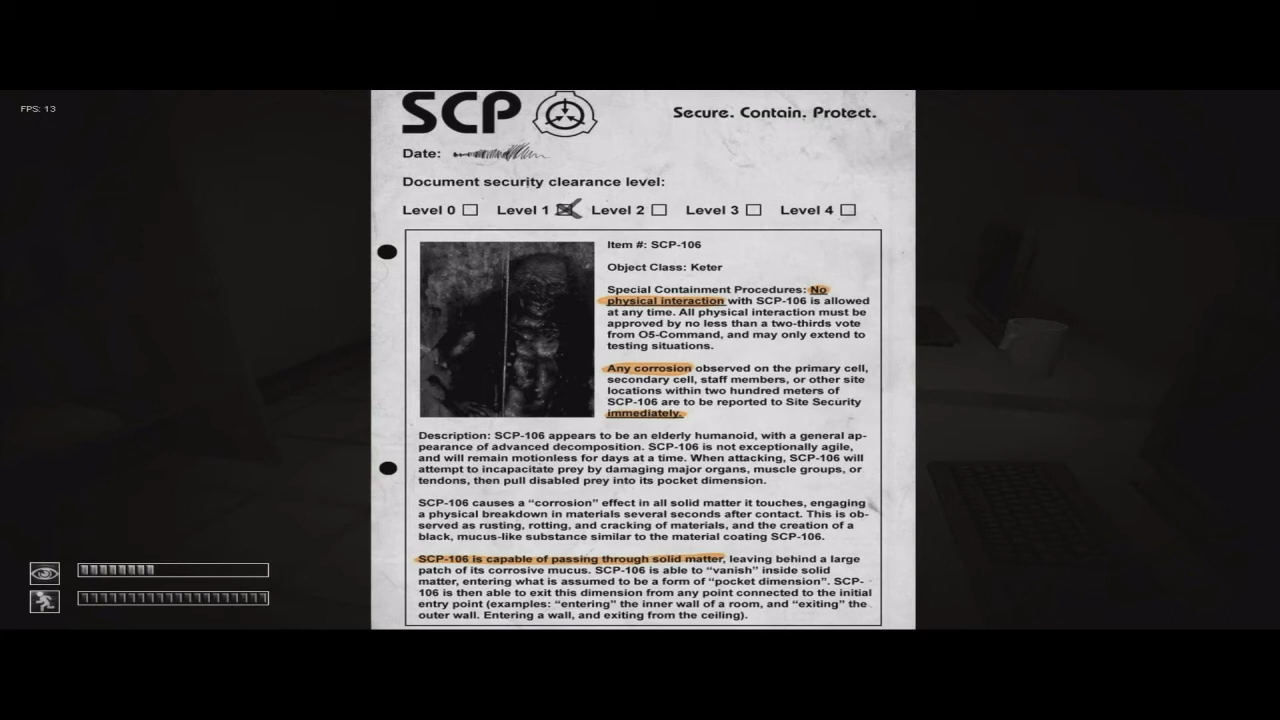 FPS: 13
SCP
Secure. Contain. Protect.
Date:
Document security clearance level:
Level 0 Level 1 Level 2 Level 3 Level 4
Item #: SCP-106
Object Class: Keter
Special Containment Procedures: No
physical interaction with SCP-106 is allowed
at any time. All physical interaction must be
approved by no less than a two-thirds vote
from O5-Command, and may only extend to
testing situations.
Any corrosion observed on the primary cell,
secondary cell, staff members, or other site
locations within two hundred meters of
SCP-106 are to be reported to Site Security
immediately.
Description: SCP-106 appears to be an elderly humanoid, with a general ap-
pearance of advanced decomposition. SCP-106 is not exceptionally agile,
and will remain motionless for days at a time. When attacking, SCP-106 will
attempt to incapacitate prey by damaging major organs, muscle groups, or
tendons, then pull disabled prey into its pocket dimension.
SCP-106 causes a “corrosion” effect in all solid matter it touches, engaging
a physical breakdown in materials several seconds after contact. This is ob-
served as rusting, rotting, and cracking of materials, and the creation of a
black, mucus-like substance similar to the material coating SCP-106.
SCP-106 is capable of passing through solid matter, leaving behind a large
patch of its corrosive mucus. SCP-106 is able to “vanish” inside solid
matter, entering what is assumed to be a form of “pocket dimension”. SCP-
106 is then able to exit this dimension from any point connected to the initial
entry point (examples: “entering” the inner wall of a room, and “exiting” the
outer wall. Entering a wall, and exiting from the ceiling).